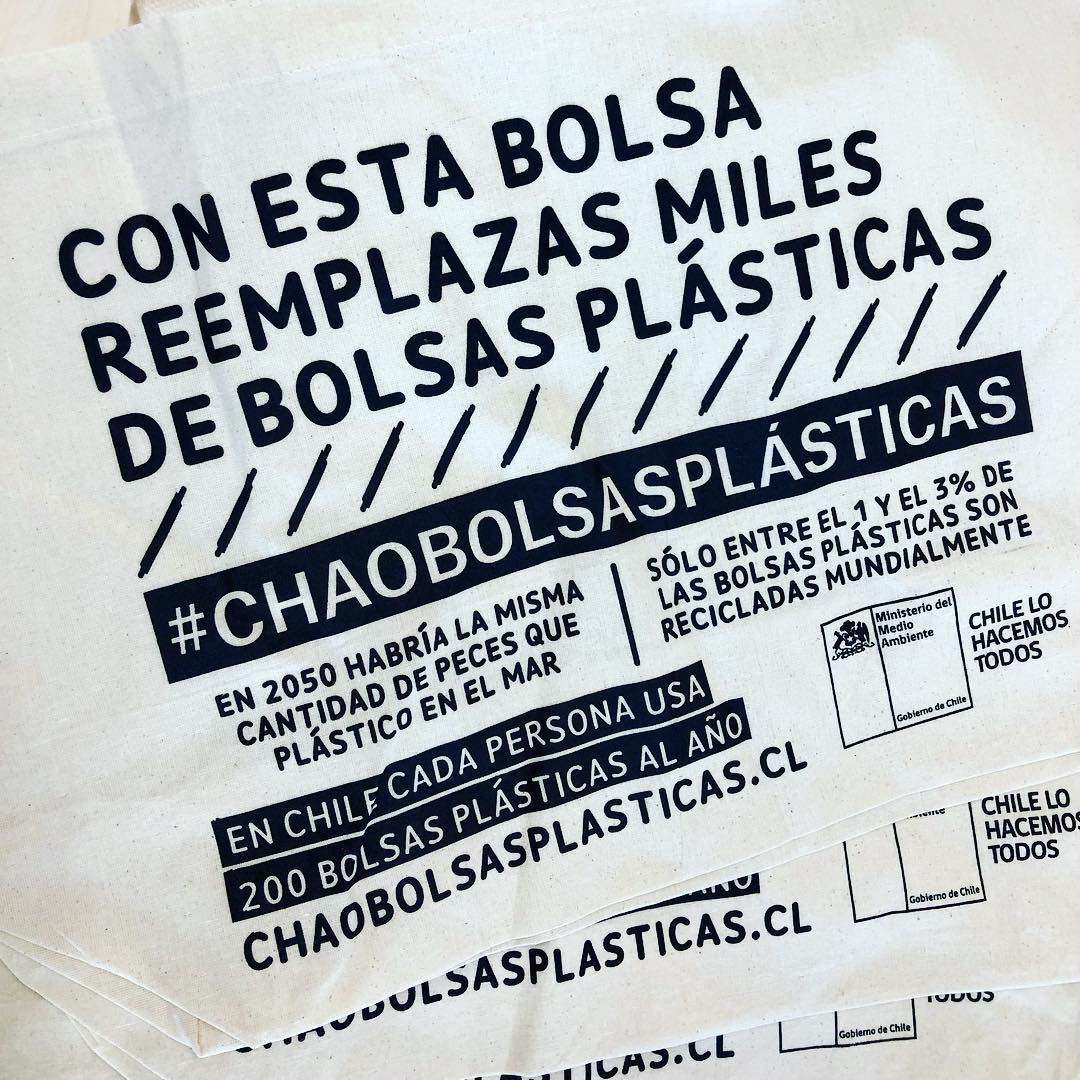 CON ESTA BOLSA
REEMPLAZAS MILES
DE BOLSAS PLÁSTICAS
#CHAOBOLSASPLÁSTICAS
EN 2050 HABRÍA LA MISMA
CANTIDAD DE PECES QUE
PLÁSTICO EN EL MAR
SÓLO ENTRE EL 1 Y EL 3% DE
LAS BOLSAS PLÁSTICAS SON
RECICLADAS MUNDIALMENTE
Ministerio del
Medio
Ambiente
Gobierno de Chile
CHILE LO
HACEMOS
TODOS
EN CHILE CADA PERSONA USA
200 BOLSAS PLÁSTICAS AL AÑO
CHAOBOLSASPLASTICAS.CL
CHILE LO
HACEMOS
TODOS
Gobierno de Chile
CHAOBOLSASPLASTICAS.CL
TODOS
Gobierno de Chile